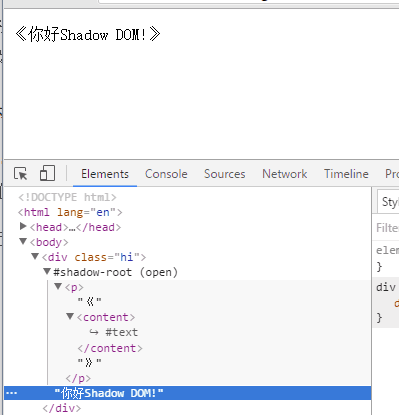 《你好Shadow DOM!》
Elements Console Sources Network Timeline Pro
<!DOCTYPE html>
<html lang="en">
<head>…</head>
<body>
<div class="hi">
#shadow-root (open)
<p>
"《"
<content>
↪ #text
</content>
"》"
</p>
"你好Shadow DOM!"
</div>
Sty
Filte
elem
}
div
d
}